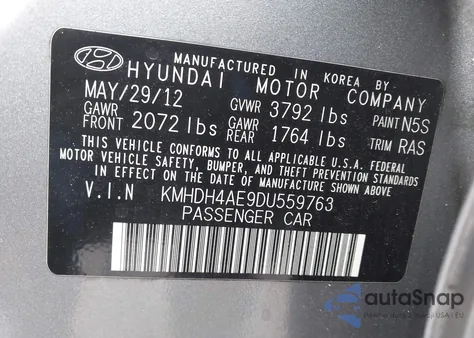 MANUFACTURED IN KOREA BY
HYUNDAI MOTOR COMPANY
MAY/29/12 GVWR 3792 lbs PAINT N5S
GAWR FRONT 2072 lbs GAWR REAR 1764 lbs TRIM RAS
THIS VEHICLE CONFORMS TO ALL APPLICABLE U.S.A. FEDERAL
MOTOR VEHICLE SAFETY, BUMPER, AND THEFT PREVENTION STANDARDS
IN EFFECT ON THE DATE OF MANUFACTURE SHOWN ABOVE.
V.I.N KMHDH4AE9DU559763
PASSENGER CAR
autoSnap
USA | EU